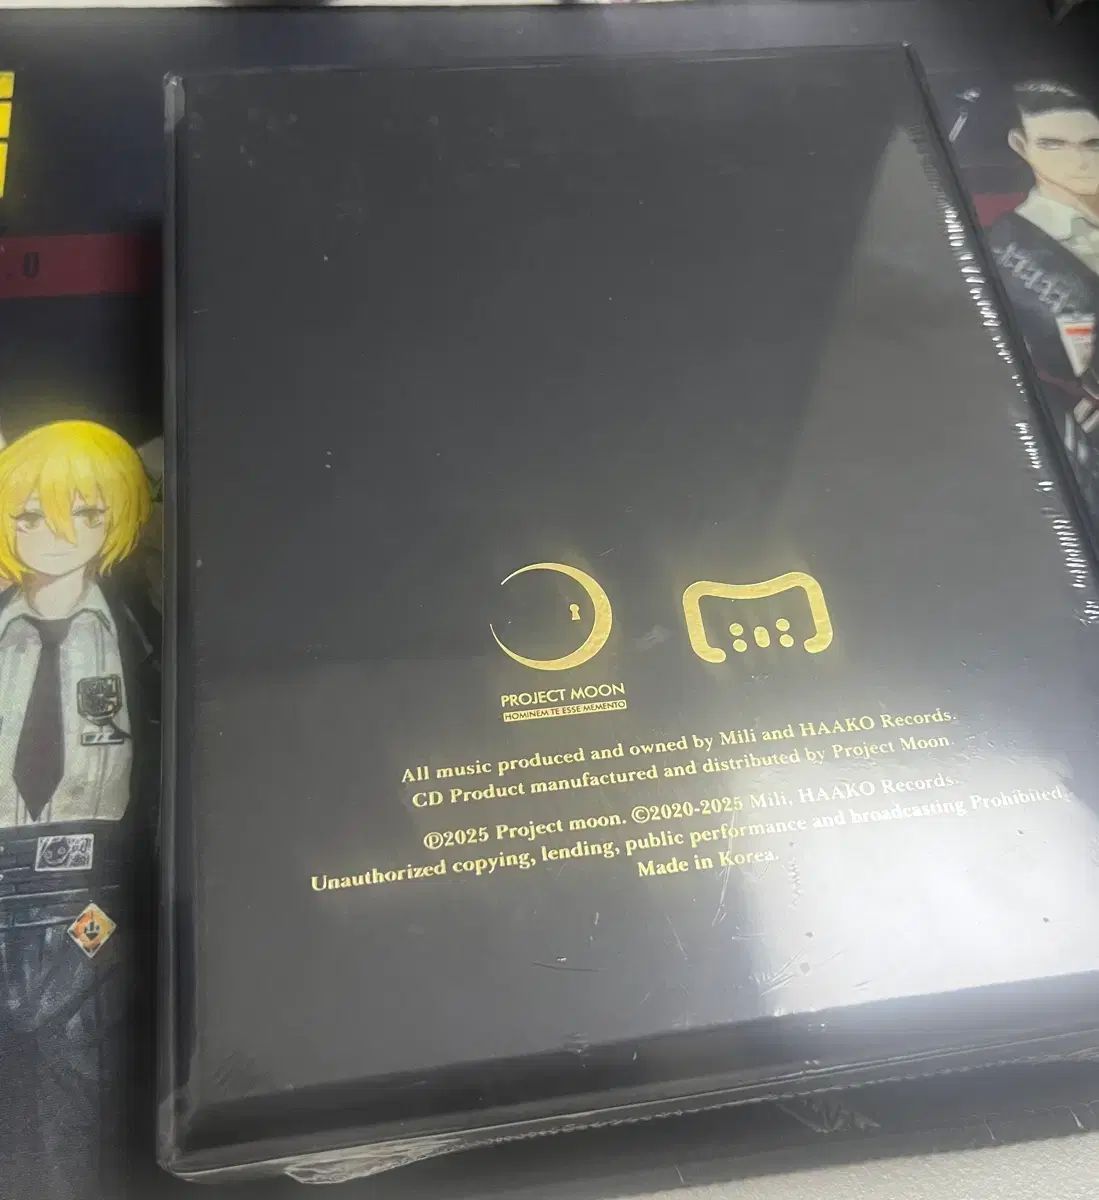 .0
PROJECT MOON
HOMINEM TE ESSE MEMENTO
All music produced and owned by Mili and HAAKO Records.
CD Product manufactured and distributed by Project Moon.
℗2025 Project moon. ©2020-2025 Mili, HAAKO Records.
Unauthorized copying, lending, public performance and broadcasting Prohibited.
Made in Korea.